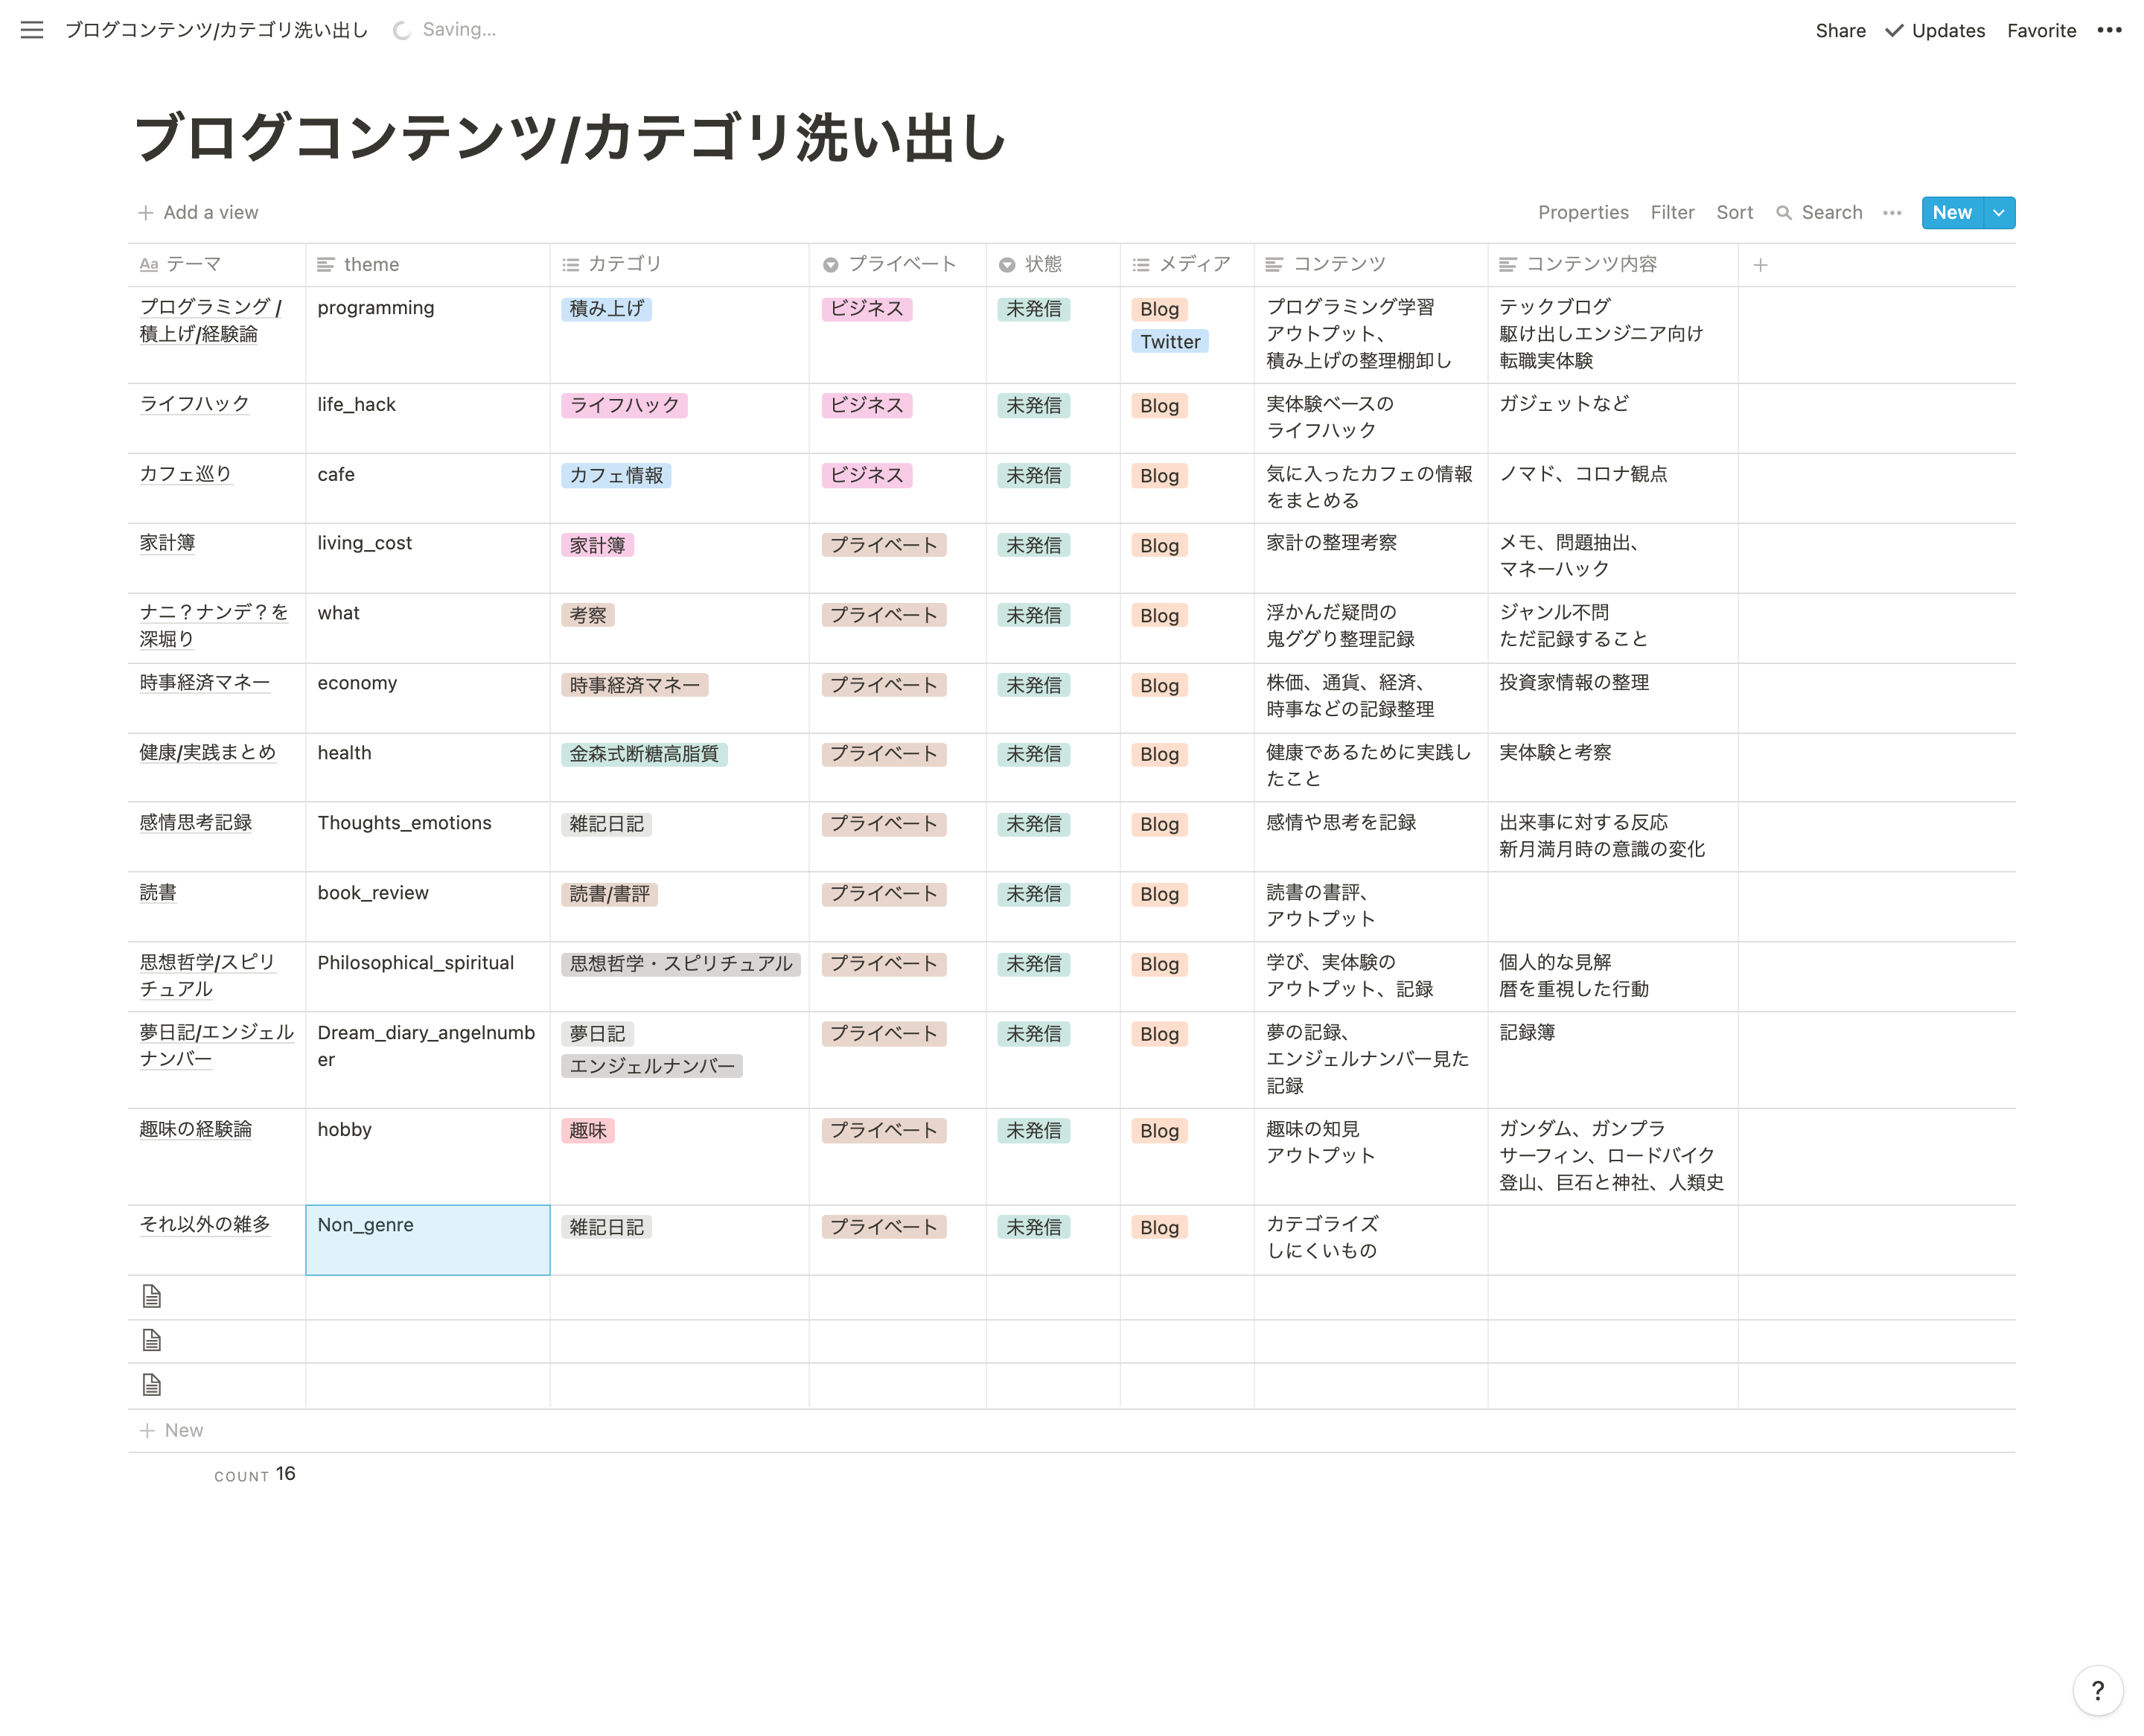 ブログコンテンツ/カテゴリ洗い出し Saving... Share Updates Favorite
ブログコンテンツ/カテゴリ洗い出し
Add a view Properties Filter Sort Search New
Aa テーマ theme カテゴリ プライベート 状態 メディア コンテンツ コンテンツ内容
プログラミング / programming 積み上げ ビジネス 未発信 Blog プログラミング学習 テックブログ
積上げ/経験論 Twitter アウトプット、 駆け出しエンジニア向け
積み上げの整理棚卸し 転職実体験
ライフハック life_hack ライフハック ビジネス 未発信 Blog 実体験ベースの ガジェットなど
ライフハック
カフェ巡り cafe カフェ情報 ビジネス 未発信 Blog 気に入ったカフェの情報 ノマド、コロナ観点
をまとめる
家計簿 living_cost 家計簿 プライベート 未発信 Blog 家計の整理考察 メモ、問題抽出、
マネーハック
ナニ？ナンデ？を what 考察 プライベート 未発信 Blog 浮かんだ疑問の ジャンル不問
深堀り 鬼ググり整理記録 ただ記録すること
時事経済マネー economy 時事経済マネー プライベート 未発信 Blog 株価、通貨、経済、 投資家情報の整理
時事などの記録整理
健康/実践まとめ health 金森式断糖高脂質 プライベート 未発信 Blog 健康であるために実践し 実体験と考察
たこと
感情思考記録 Thoughts_emotions 雑記日記 プライベート 未発信 Blog 感情や思考を記録 出来事に対する反応
新月満月時の意識の変化
読書 book_review 読書/書評 プライベート 未発信 Blog 読書の書評、
アウトプット
思想哲学/スピリ Philosophical_spiritual 思想哲学・スピリチュアル プライベート 未発信 Blog 学び、実体験の 個人的な見解
チュアル アウトプット、記録 暦を重視した行動
夢日記/エンジェル Dream_diary_angelnumb 夢日記 プライベート 未発信 Blog 夢の記録、 記録簿
ナンバー er エンジェルナンバー エンジェルナンバー見た
記録
趣味の経験論 hobby 趣味 プライベート 未発信 Blog 趣味の知見 ガンダム、ガンプラ
アウトプット サーフィン、ロードバイク
登山、巨石と神社、人類史
それ以外の雑多 Non_genre 雑記日記 プライベート 未発信 Blog カテゴライズ
しにくいもの
New
COUNT 16
?